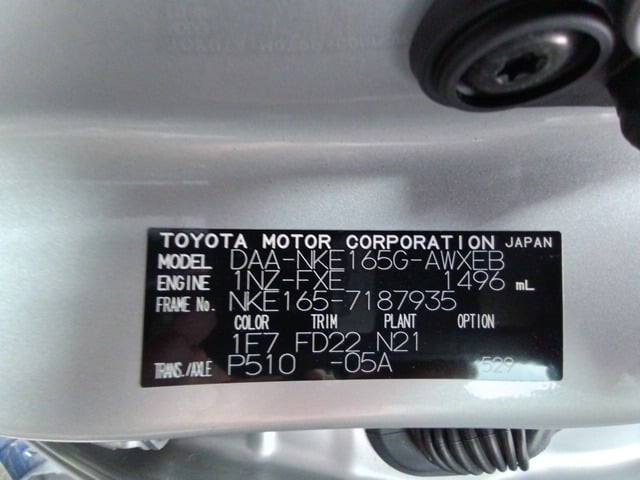 TOYOTA MOTOR CORPORATION JAPAN
MODEL DAA-NKE165G-AWXEB
ENGINE 1NZ-FXE 1496 mL
FRAME No. NKE165-7187935
COLOR TRIM PLANT OPTION
1F7 FD22 N21
TRANS./AXLE P510 -05A 529